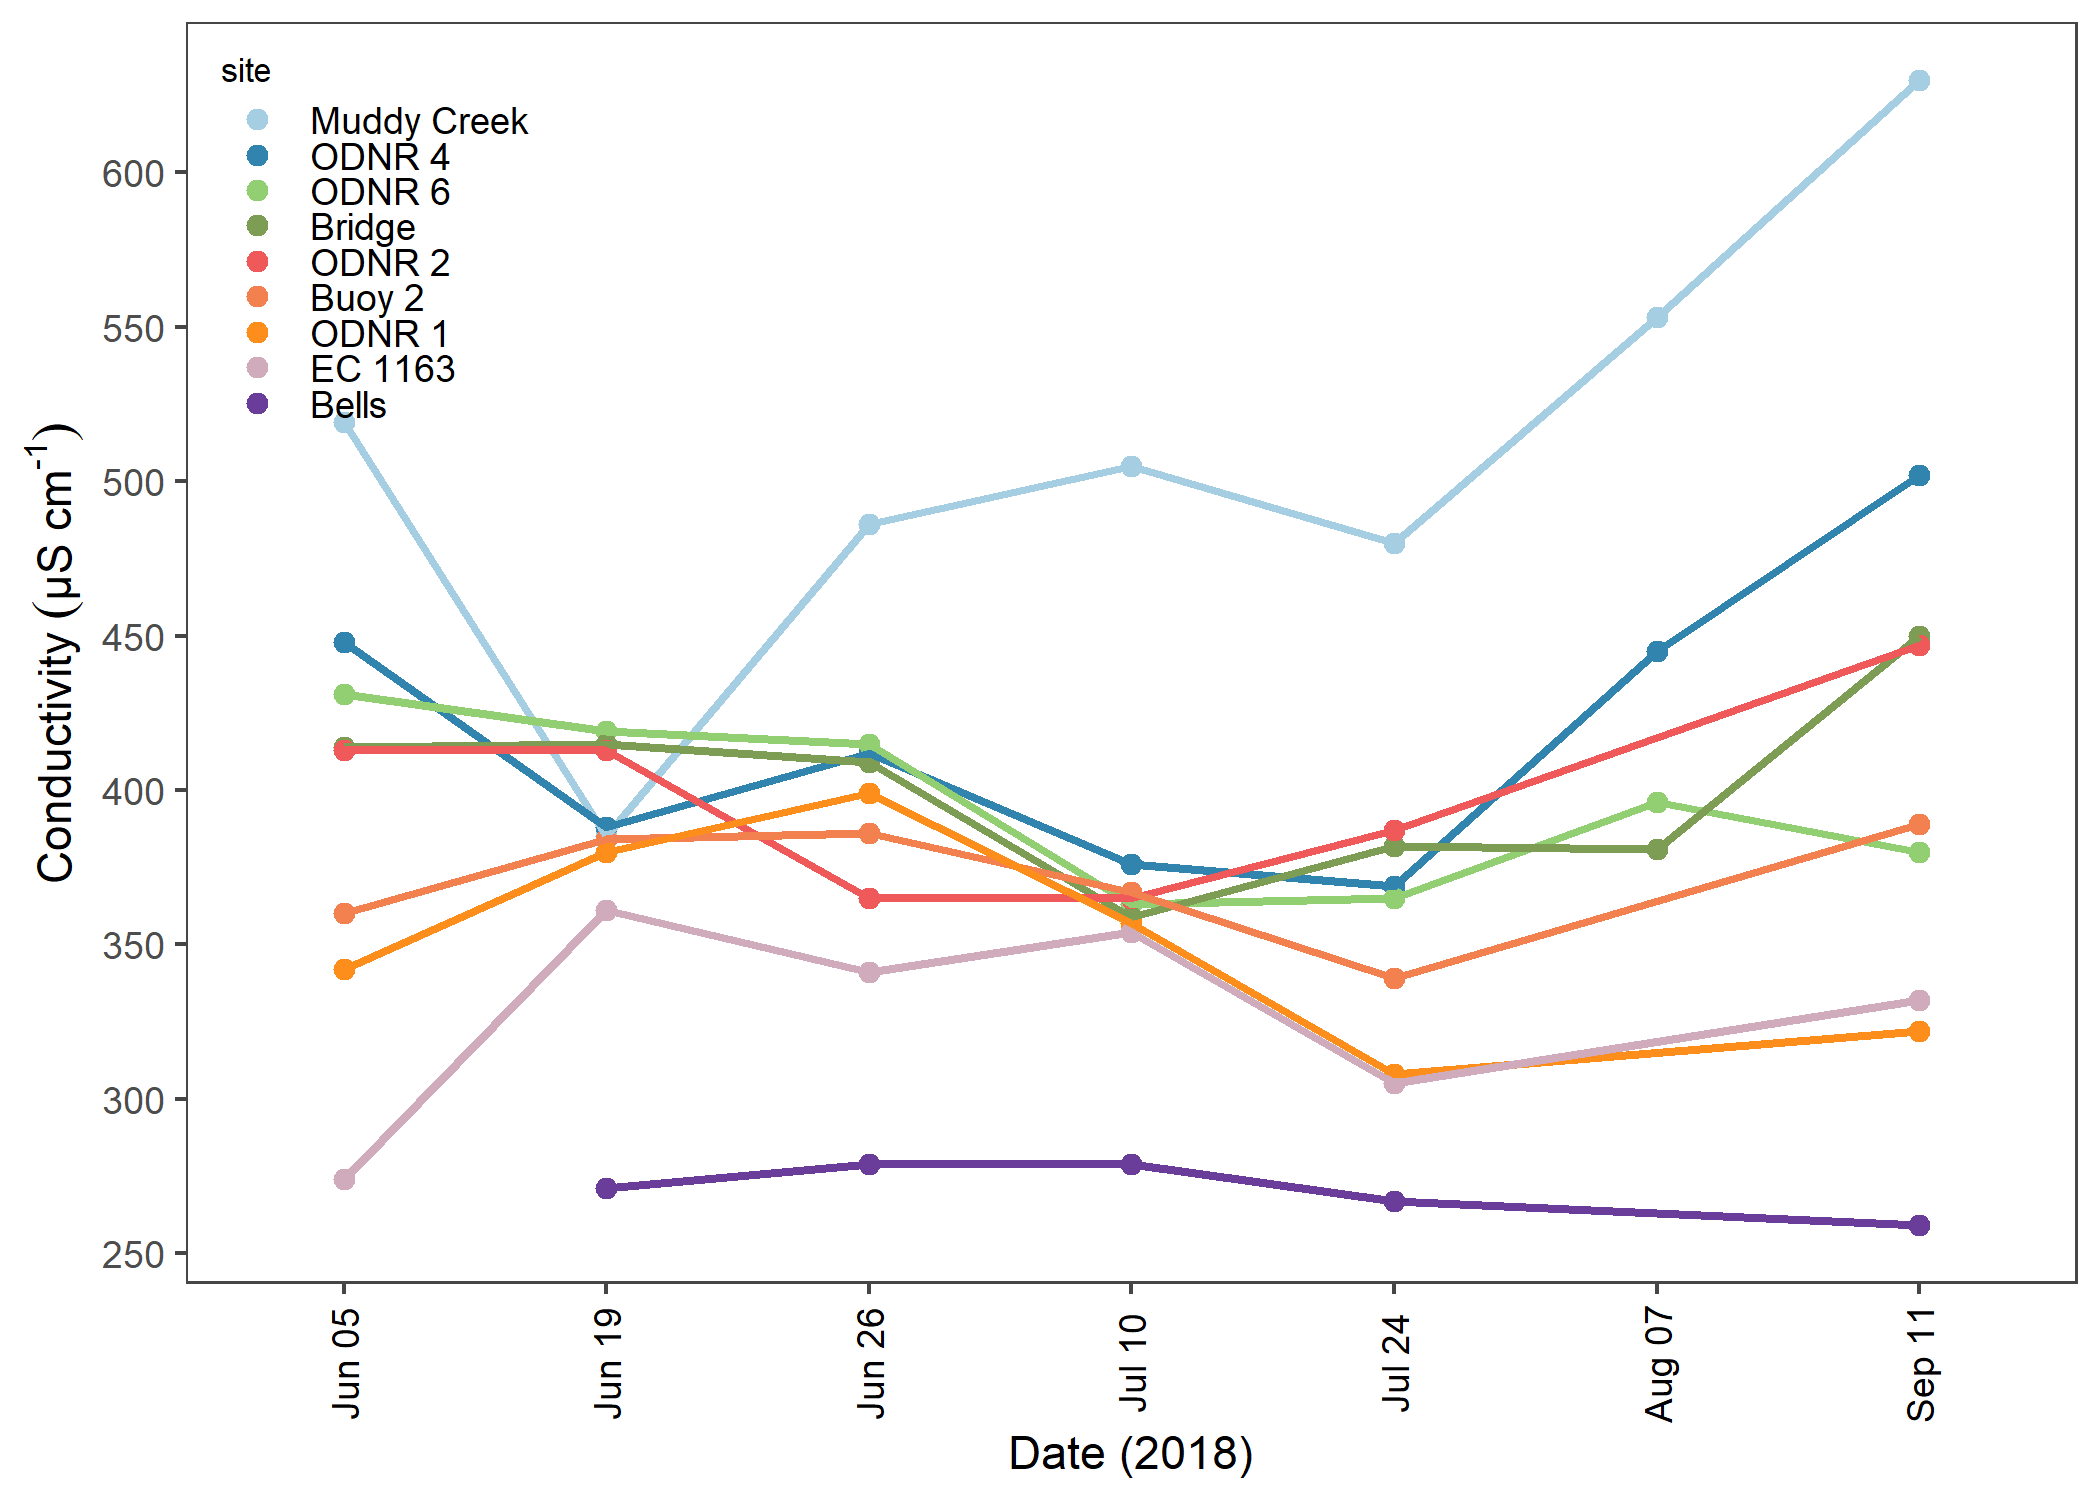 site
Muddy Creek
ODNR 4
ODNR 6
Bridge
ODNR 2
Buoy 2
ODNR 1
EC 1163
Bells
600
550
500
450
400
350
300
250
Conductivity (µS cm⁻¹)
Jun 05
Jun 19
Jun 26
Jul 10
Jul 24
Aug 07
Sep 11
Date (2018)